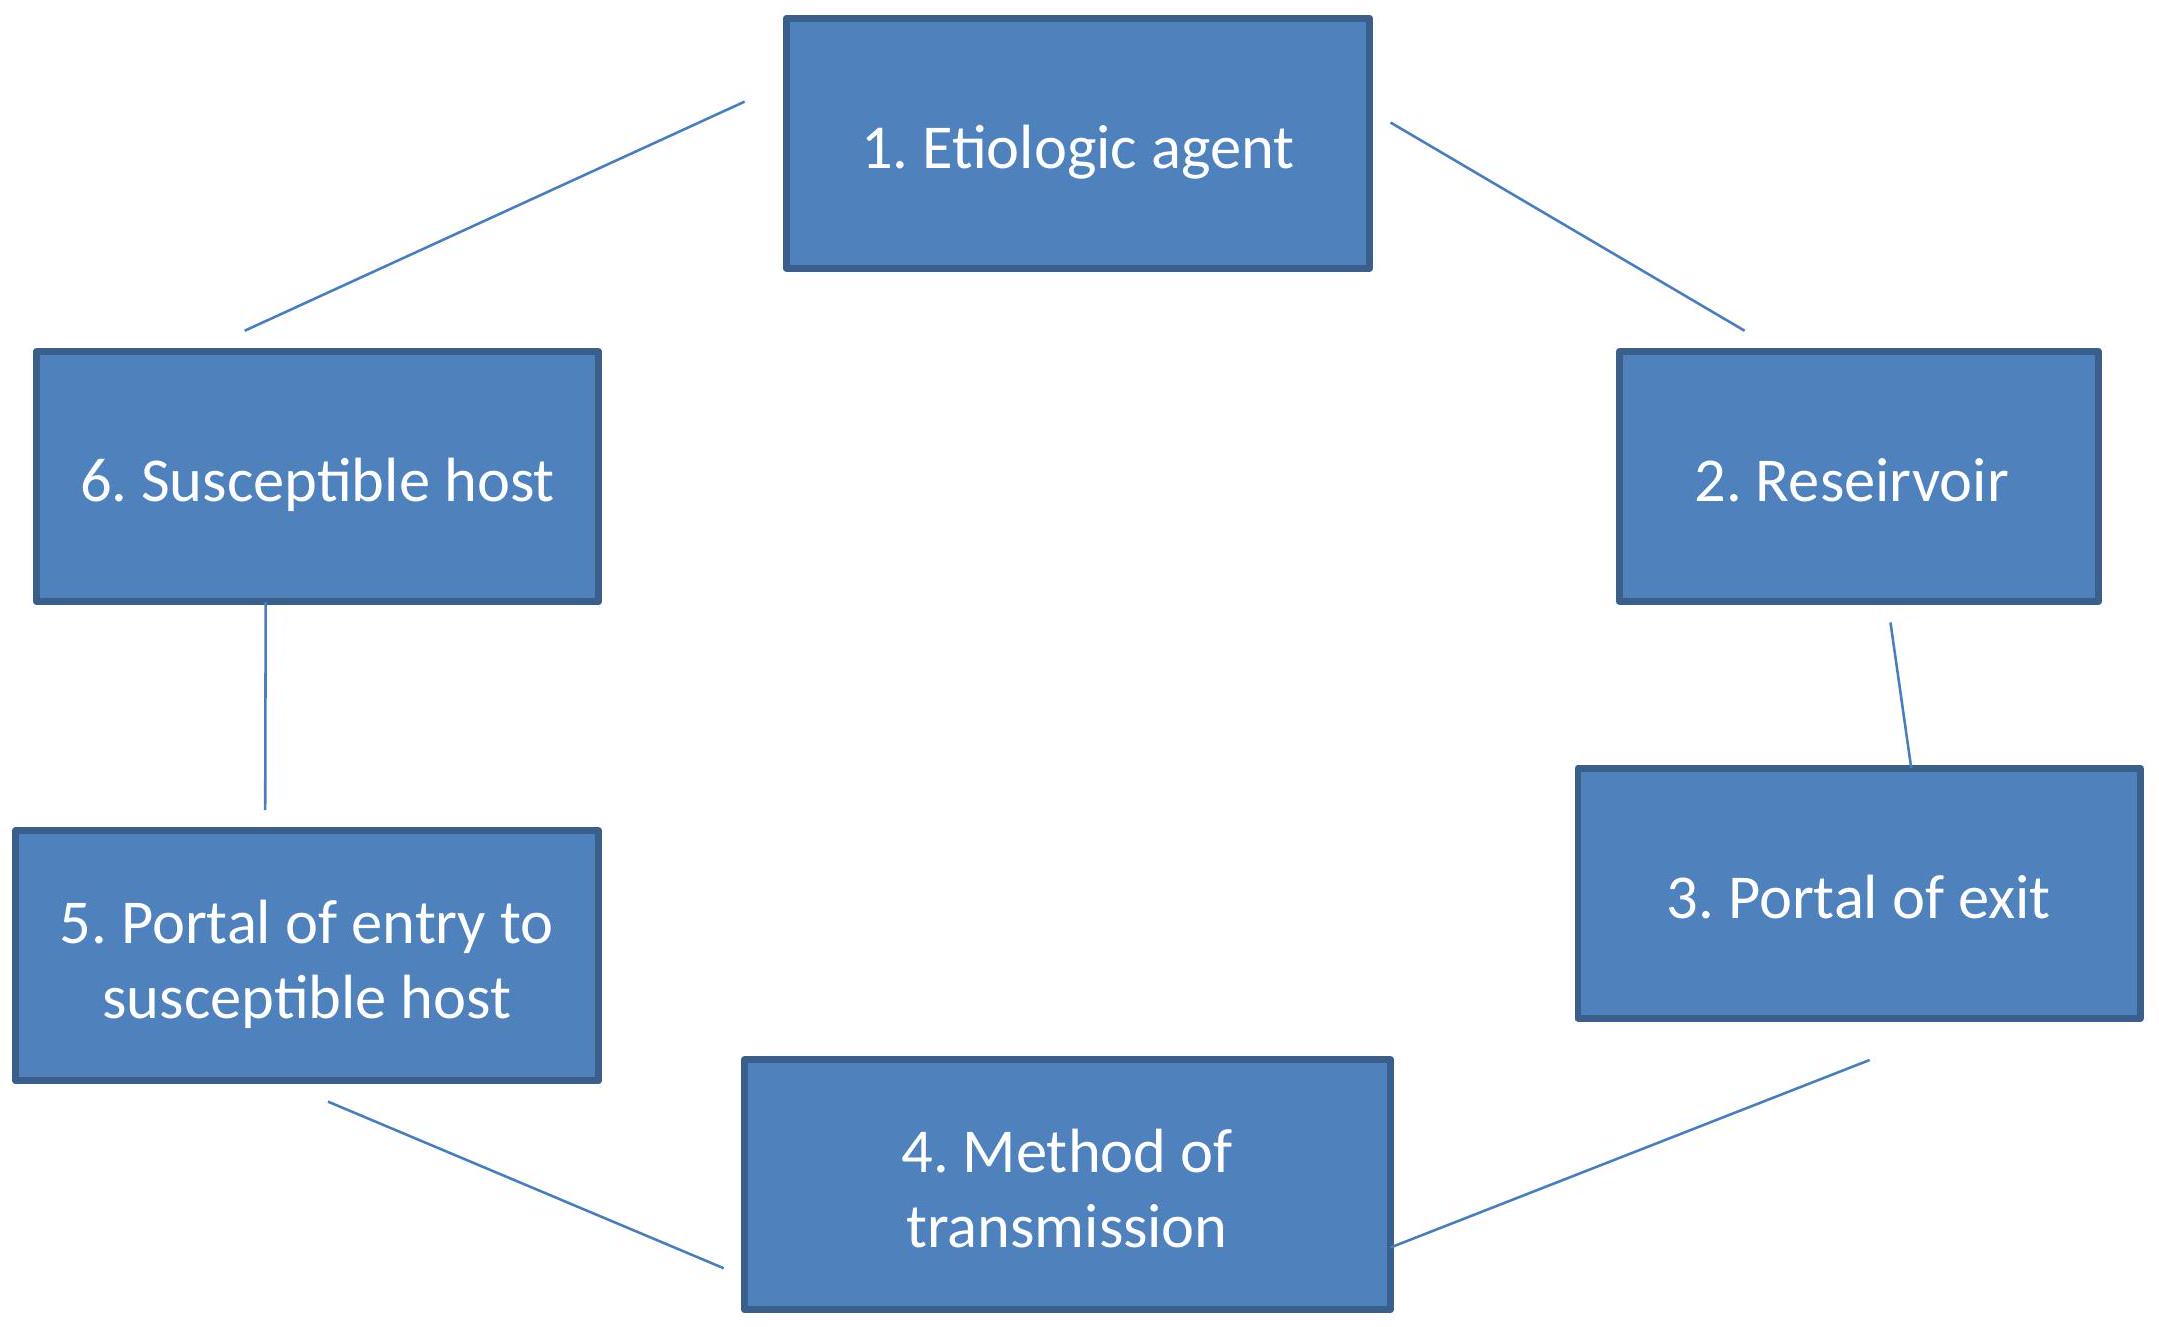 1. Etiologic agent
2. Reseirvoir
3. Portal of exit
4. Method of
transmission
5. Portal of entry to
susceptible host
6. Susceptible host